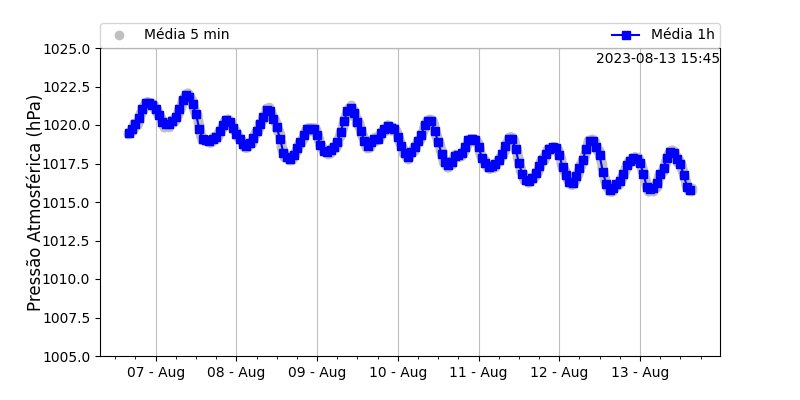 Média 5 min
Média 1h
2023-08-13 15:45
Pressão Atmosférica (hPa)
1025.0
1022.5
1020.0
1017.5
1015.0
1012.5
1010.0
1007.5
1005.0
07 - Aug
08 - Aug
09 - Aug
10 - Aug
11 - Aug
12 - Aug
13 - Aug